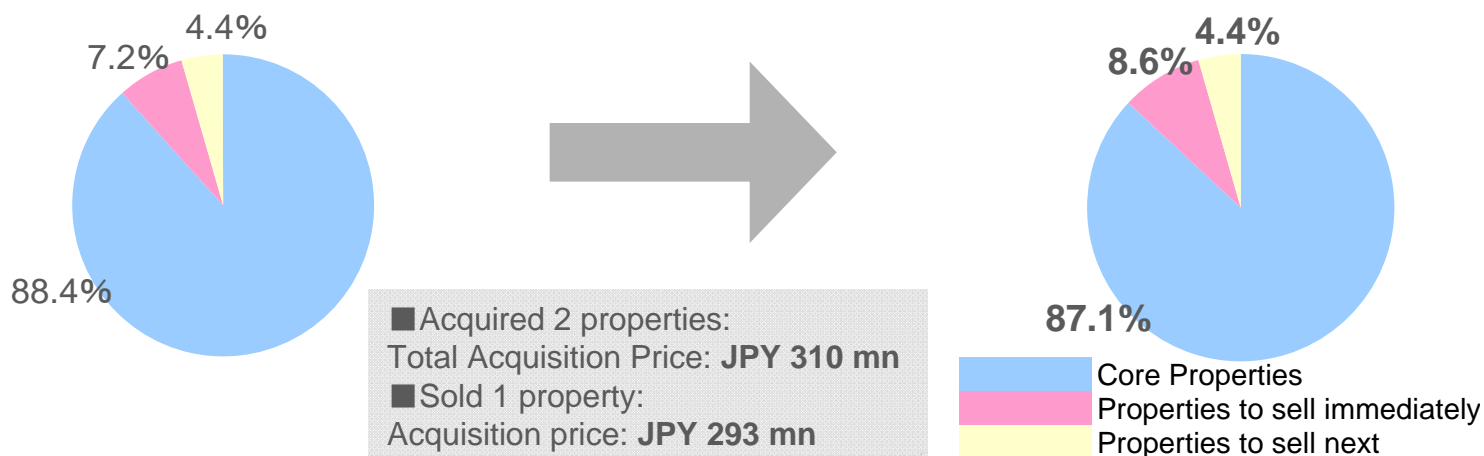 4.4%
7.2%
88.4%
■Acquired 2 properties:
Total Acquisition Price: JPY 310 mn
■Sold 1 property:
Acquisition price: JPY 293 mn
4.4%
8.6%
87.1%
Core Properties
Properties to sell immediately
Properties to sell next